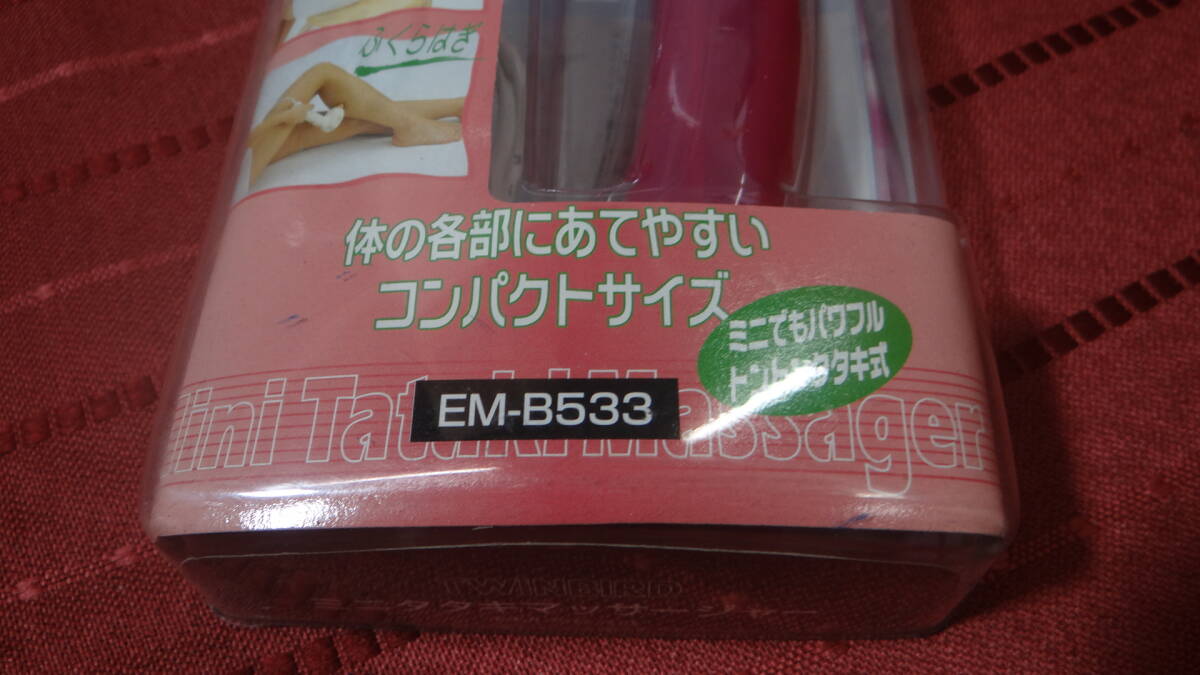 ふくらはぎ
体の各部にあてやすい
コンパクトサイズ
ミニでもパワフル
トントンタタキ式
Mini Tataki Massager
EM-B533
TWINBIRD
ミニタタキマッサージャー